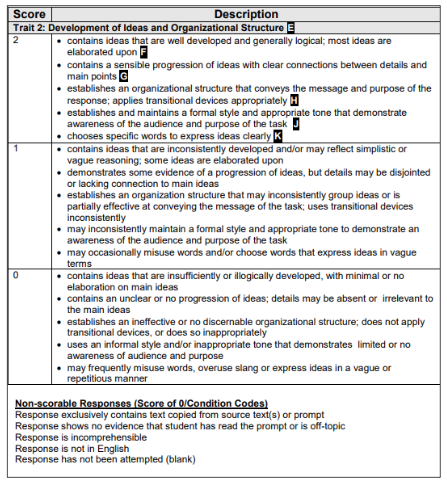 Score Description
Trait 2: Development of Ideas and Organizational Structure E
2 • contains ideas that are well developed and generally logical; most ideas are
elaborated upon F
• contains a sensible progression of ideas with clear connections between details and
main points G
• establishes an organizational structure that conveys the message and purpose of the
response; applies transitional devices appropriately H
• establishes and maintains a formal style and appropriate tone that demonstrate
awareness of the audience and purpose of the task J
• chooses specific words to express ideas clearly K
1 • contains ideas that are inconsistently developed and/or may reflect simplistic or
vague reasoning; some ideas are elaborated upon
• demonstrates some evidence of a progression of ideas, but details may be disjointed
or lacking connection to main ideas
• establishes an organization structure that may inconsistently group ideas or is
partially effective at conveying the message of the task; uses transitional devices
inconsistently
• may inconsistently maintain a formal style and appropriate tone to demonstrate an
awareness of the audience and purpose of the task
• may occasionally misuse words and/or choose words that express ideas in vague
terms
0 • contains ideas that are insufficiently or illogically developed, with minimal or no
elaboration on main ideas
• contains an unclear or no progression of ideas; details may be absent or irrelevant to
the main ideas
• establishes an ineffective or no discernable organizational structure; does not apply
transitional devices, or does so inappropriately
• uses an informal style and/or inappropriate tone that demonstrates limited or no
awareness of audience and purpose
• may frequently misuse words, overuse slang or express ideas in a vague or
repetitious manner
Non-scorable Responses (Score of 0/Condition Codes)
Response exclusively contains text copied from source text(s) or prompt
Response shows no evidence that student has read the prompt or is off-topic
Response is incomprehensible
Response is not in English
Response has not been attempted (blank)